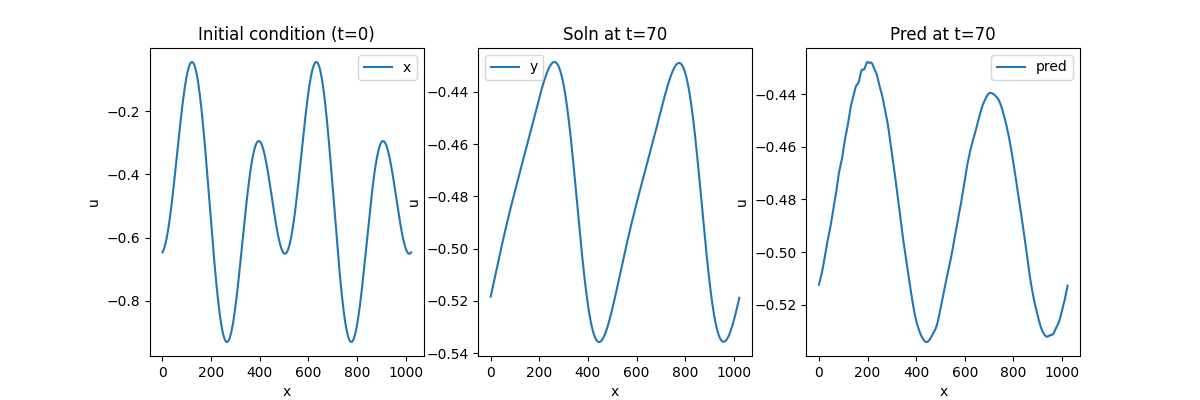 Initial condition (t=0)
x
−0.2
−0.4
−0.6
−0.8
u
0 200 400 600 800 1000
x
Soln at t=70
y
−0.44
−0.46
−0.48
−0.50
−0.52
−0.54
u
0 200 400 600 800 1000
x
Pred at t=70
pred
−0.44
−0.46
−0.48
−0.50
−0.52
u
0 200 400 600 800 1000
x